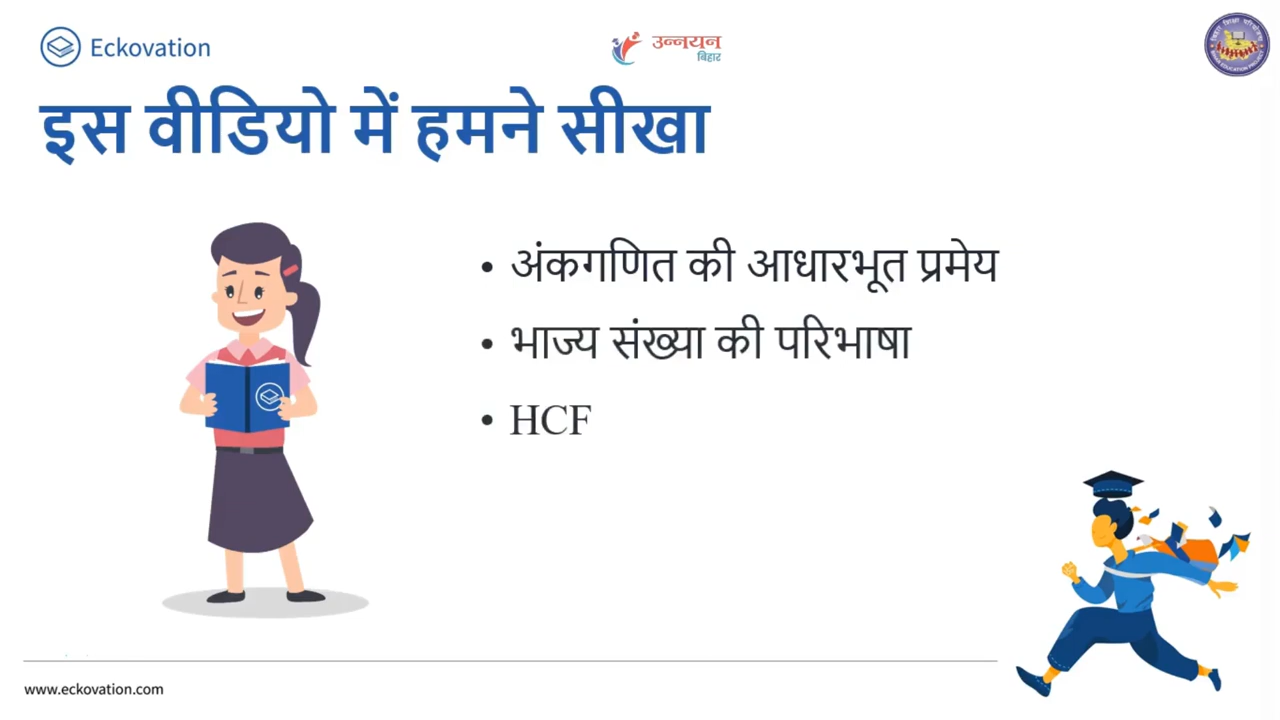 Eckovation
उन्नयन
बिहार
इस वीडियो में हमने सीखा
• अंकगणित की आधारभूत प्रमेय
• भाज्य संख्या की परिभाषा
• HCF
www.eckovation.com